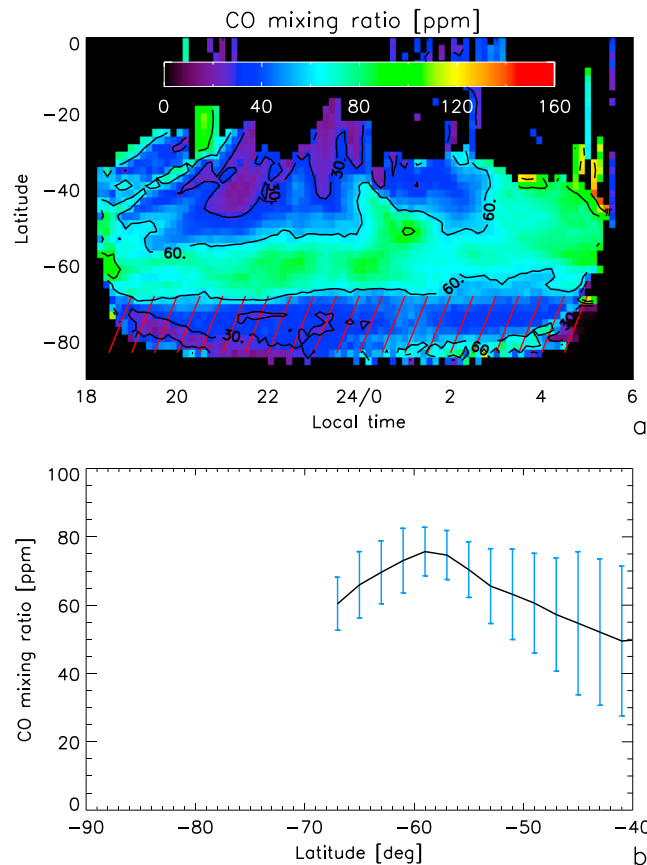 CO mixing ratio [ppm]
0
−20
−40
−60
−80
Latitude
0 40 80 120 160
30.
30.
60.
60.
60.
30.
30.
60
18 20 22 24/0 2 4 6
Local time
a
100
80
60
40
20
0
CO mixing ratio [ppm]
−90 −80 −70 −60 −50 −40
Latitude [deg]
b